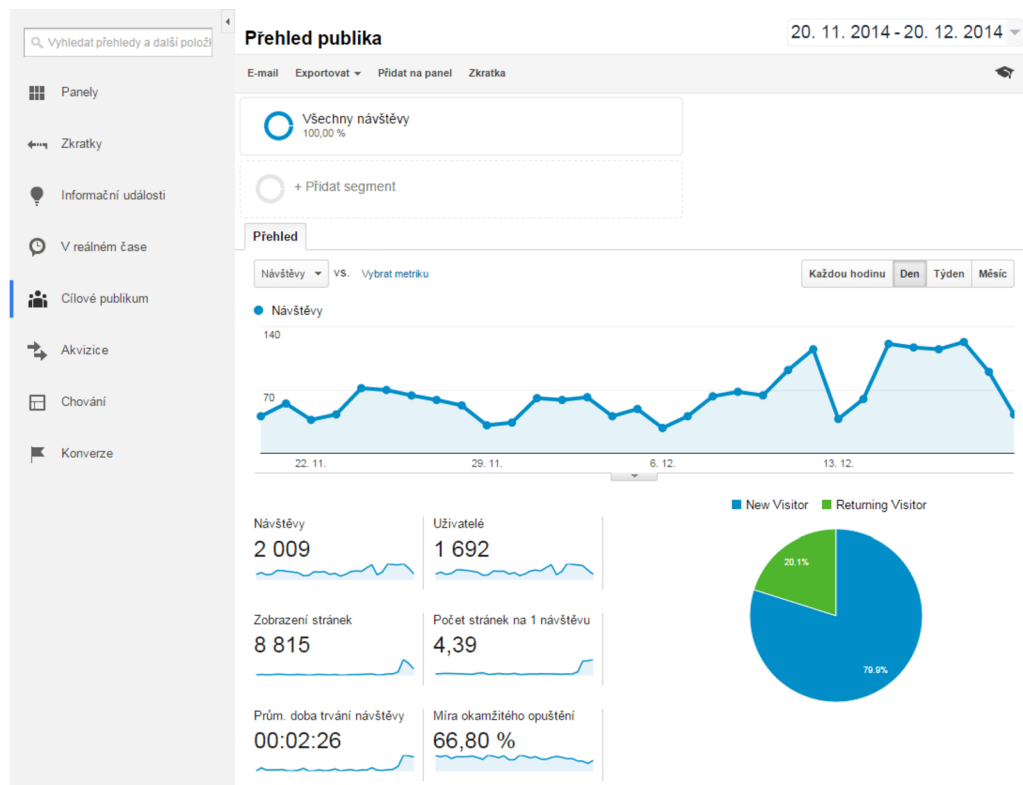 Vyhledat přehledy a další polož
Panely
Zkratky
Informační události
V reálném čase
Cílové publikum
Akvizice
Chování
Konverze
Přehled publika
20. 11. 2014 - 20. 12. 2014
E-mail Exportovat Přidat na panel Zkratka
Všechny návštěvy
100,00 %
+ Přidat segment
Přehled
Návštěvy VS. Vybrat metriku
Každou hodinu Den Týden Měsíc
Návštěvy
140
70
22. 11. 29. 11. 6. 12. 13. 12.
Návštěvy
2 009
Uživatelé
1 692
Zobrazení stránek
8 815
Počet stránek na 1 návštěvu
4,39
Prům. doba trvání návštěvy
00:02:26
Míra okamžitého opuštění
66,80 %
New Visitor Returning Visitor
20.1%
79.9%